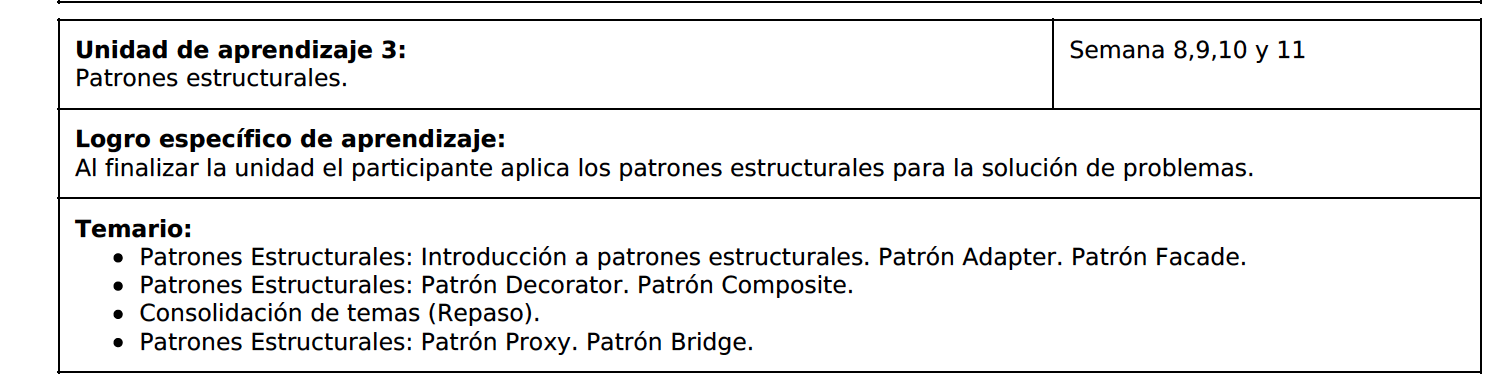 Unidad de aprendizaje 3:
Patrones estructurales.
Semana 8,9,10 y 11
Logro específico de aprendizaje:
Al finalizar la unidad el participante aplica los patrones estructurales para la solución de problemas.
Temario:
• Patrones Estructurales: Introducción a patrones estructurales. Patrón Adapter. Patrón Facade.
• Patrones Estructurales: Patrón Decorator. Patrón Composite.
• Consolidación de temas (Repaso).
• Patrones Estructurales: Patrón Proxy. Patrón Bridge.